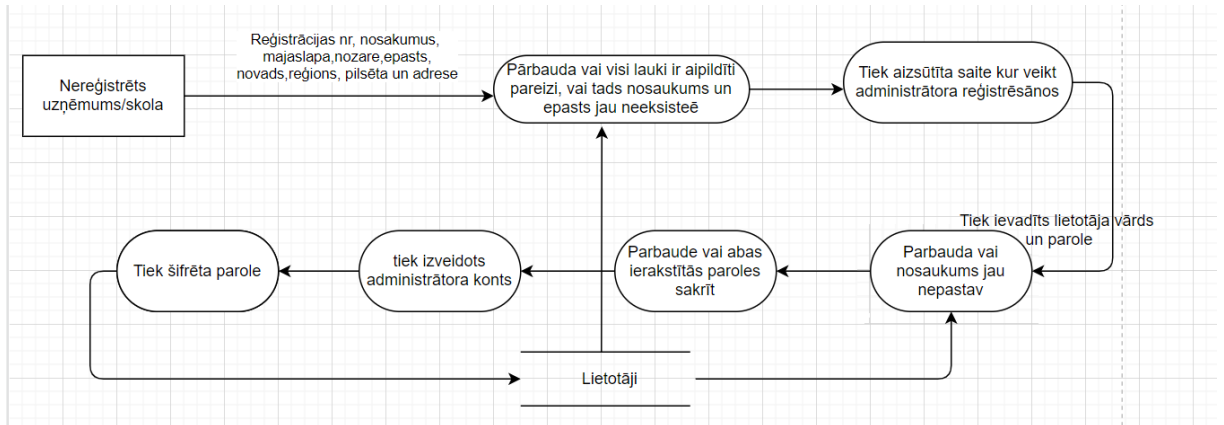 Reģistrācijas nr, nosakumus,
majaslapa,nozare,epasts,
novads,reģions, pilsēta un adrese
Nereģistrēts
uzņēmums/skola
Pārbauda vai visi lauki ir aipildīti
pareizi, vai tads nosaukums un
epasts jau neeksisteē
Tiek aizsūtīta saite kur veikt
administrātora reģistrēsānos
Tiek ievadīts lietotāja vārds
un parole
Parbauda vai
nosaukums jau
nepastav
Parbaude vai abas
ierakstītās paroles
sakrīt
tiek izveidots
administrātora konts
Tiek šifrēta parole
Lietotāji